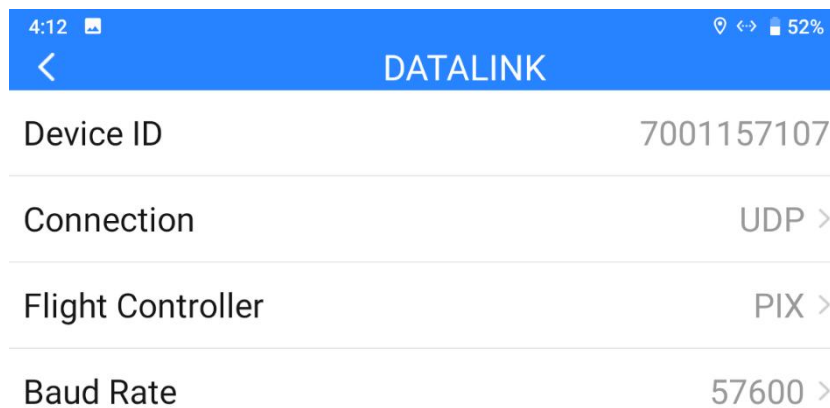 4:12 52%
DATALINK
Device ID 7001157107
Connection UDP
Flight Controller PIX
Baud Rate 57600